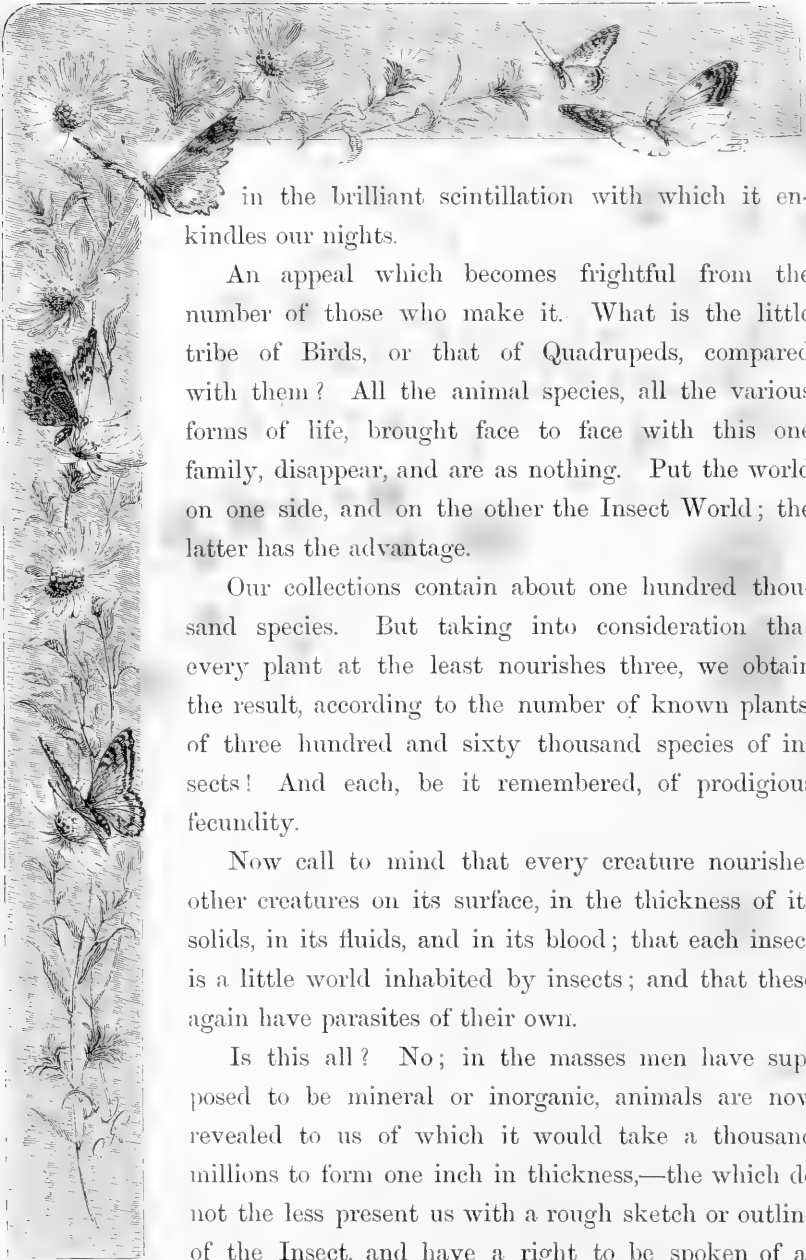 in the brilliant scintillation with which it en-
kindles our nights.
An appeal which becomes frightful from the
number of those who make it. What is the little
tribe of Birds, or that of Quadrupeds, compared
with them? All the animal species, all the various
forms of life, brought face to face with this one
family, disappear, and are as nothing. Put the world
on one side, and on the other the Insect World; the
latter has the advantage.
Our collections contain about one hundred thou-
sand species. But taking into consideration tha
every plant at the least nourishes three, we obtain
the result, according to the number of known plants
of three hundred and sixty thousand species of in
sects! And each, be it remembered, of prodigious
fecundity.
Now call to mind that every creature nourishe
other creatures on its surface, in the thickness of it
solids, in its fluids, and in its blood; that each insec
is a little world inhabited by insects; and that these
again have parasites of their own.
Is this all? No; in the masses men have sup
posed to be mineral or inorganic, animals are now
revealed to us of which it would take a thousand
millions to form one inch in thickness,—the which d
not the less present us with a rough sketch or outlin
of the Insect, and have a right to be spoken of a